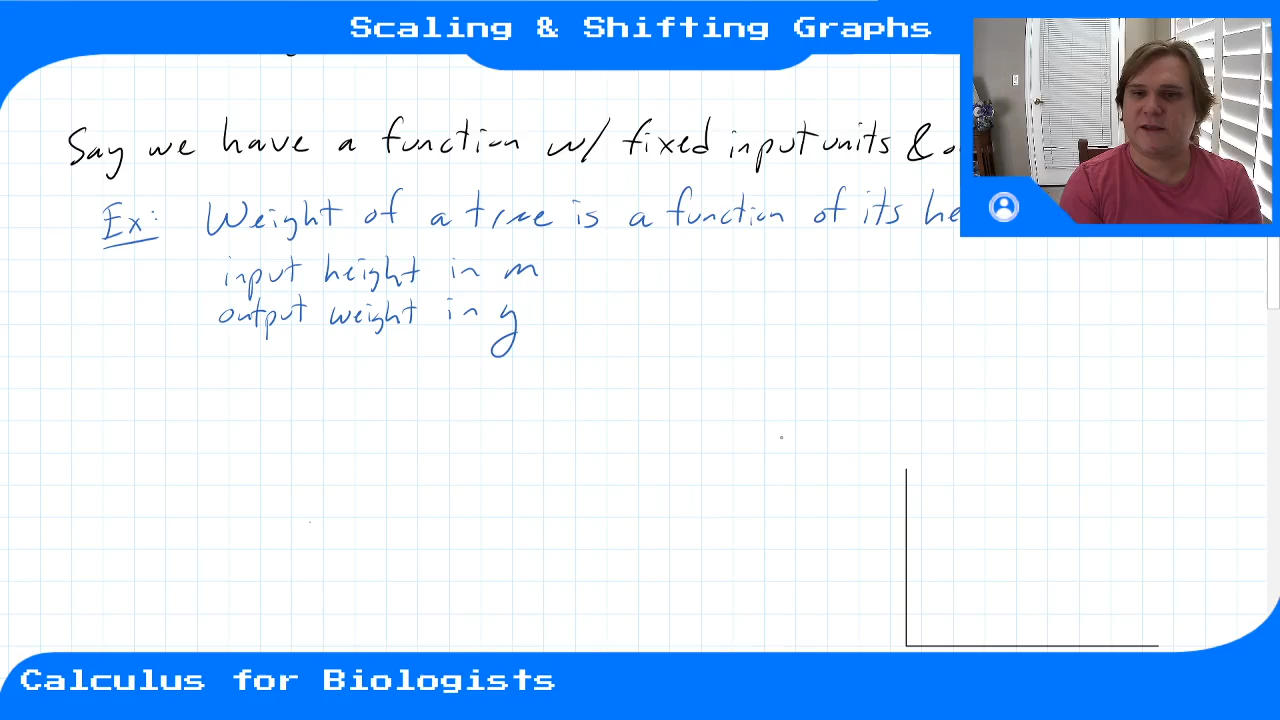 Scaling & Shifting Graphs
Say we have a function w/ fixed input units &
Ex: Weight of a tree is a function of its he
input height in m
output weight in g
Calculus for Biologists